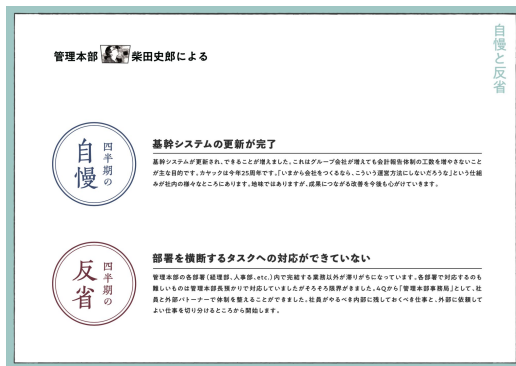 自慢と反省
管理本部 柴田史郎による
四半期の
自慢
基幹システムの更新が完了
基幹システムが更新され、できることが増えました。これはグループ会社が増えても会計報告体制の工数を増やさないこと
が主な目的です。カヤックは今年25周年です。「いまから会社をつくるなら、こういう運営方法にしないだろうな」という仕組
みが社内の様々なところにあります。地味ではありますが、成果につながる改善を今後も心がけていきます。
四半期の
反省
部署を横断するタスクへの対応ができていない
管理本部の各部署（経理部、人事部、etc.）内で完結する業務以外が滞りがちになっています。各部署で対応するのも
難しいものは管理本部長預かりで対応していましたがそろそろ限界がきました。4Qから「管理本部事務局」として、社
員と外部パートナーで体制を整えることができました。社員がやるべき内部に残しておくべき仕事と、外部に依頼して
よい仕事を切り分けるところから開始します。